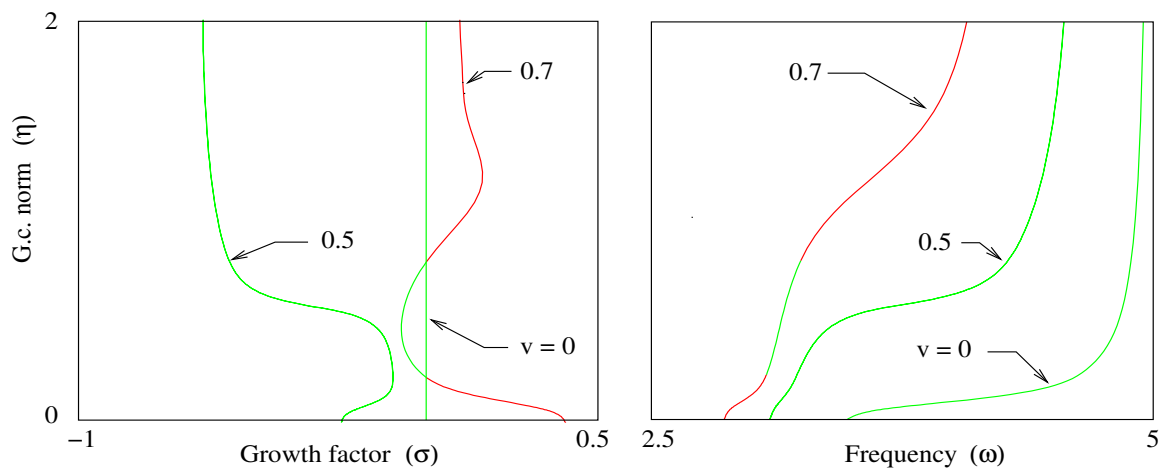 2
0.7
0.5
v = 0
0
−1
0.5
Growth factor (σ)
G.c. norm (η)
0.7
0.5
v = 0
2.5
5
Frequency (ω)